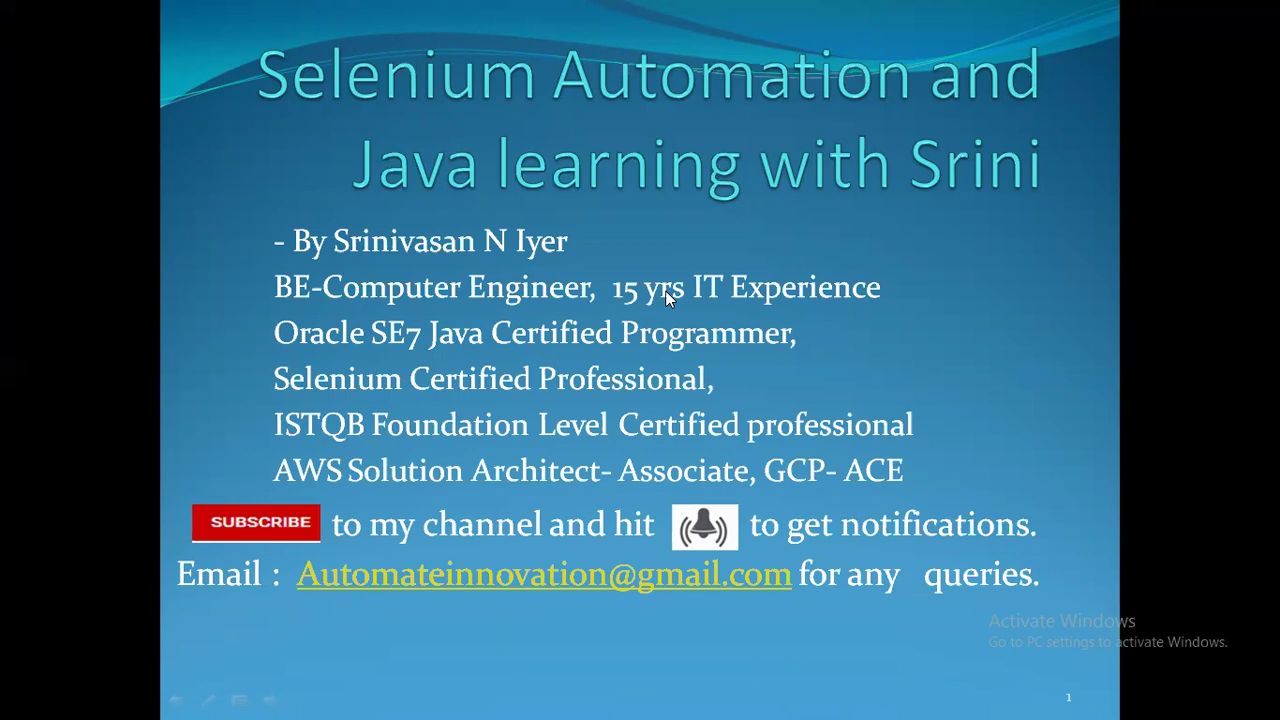 Selenium Automation and
Java learning with Srini
- By Srinivasan N Iyer
BE-Computer Engineer, 15 yrs IT Experience
Oracle SE7 Java Certified Programmer,
Selenium Certified Professional,
ISTQB Foundation Level Certified professional
AWS Solution Architect- Associate, GCP- ACE
SUBSCRIBE to my channel and hit to get notifications.
Email : Automateinnovation@gmail.com for any queries.
Activate Windows
Go to PC settings to activate Windows.
1